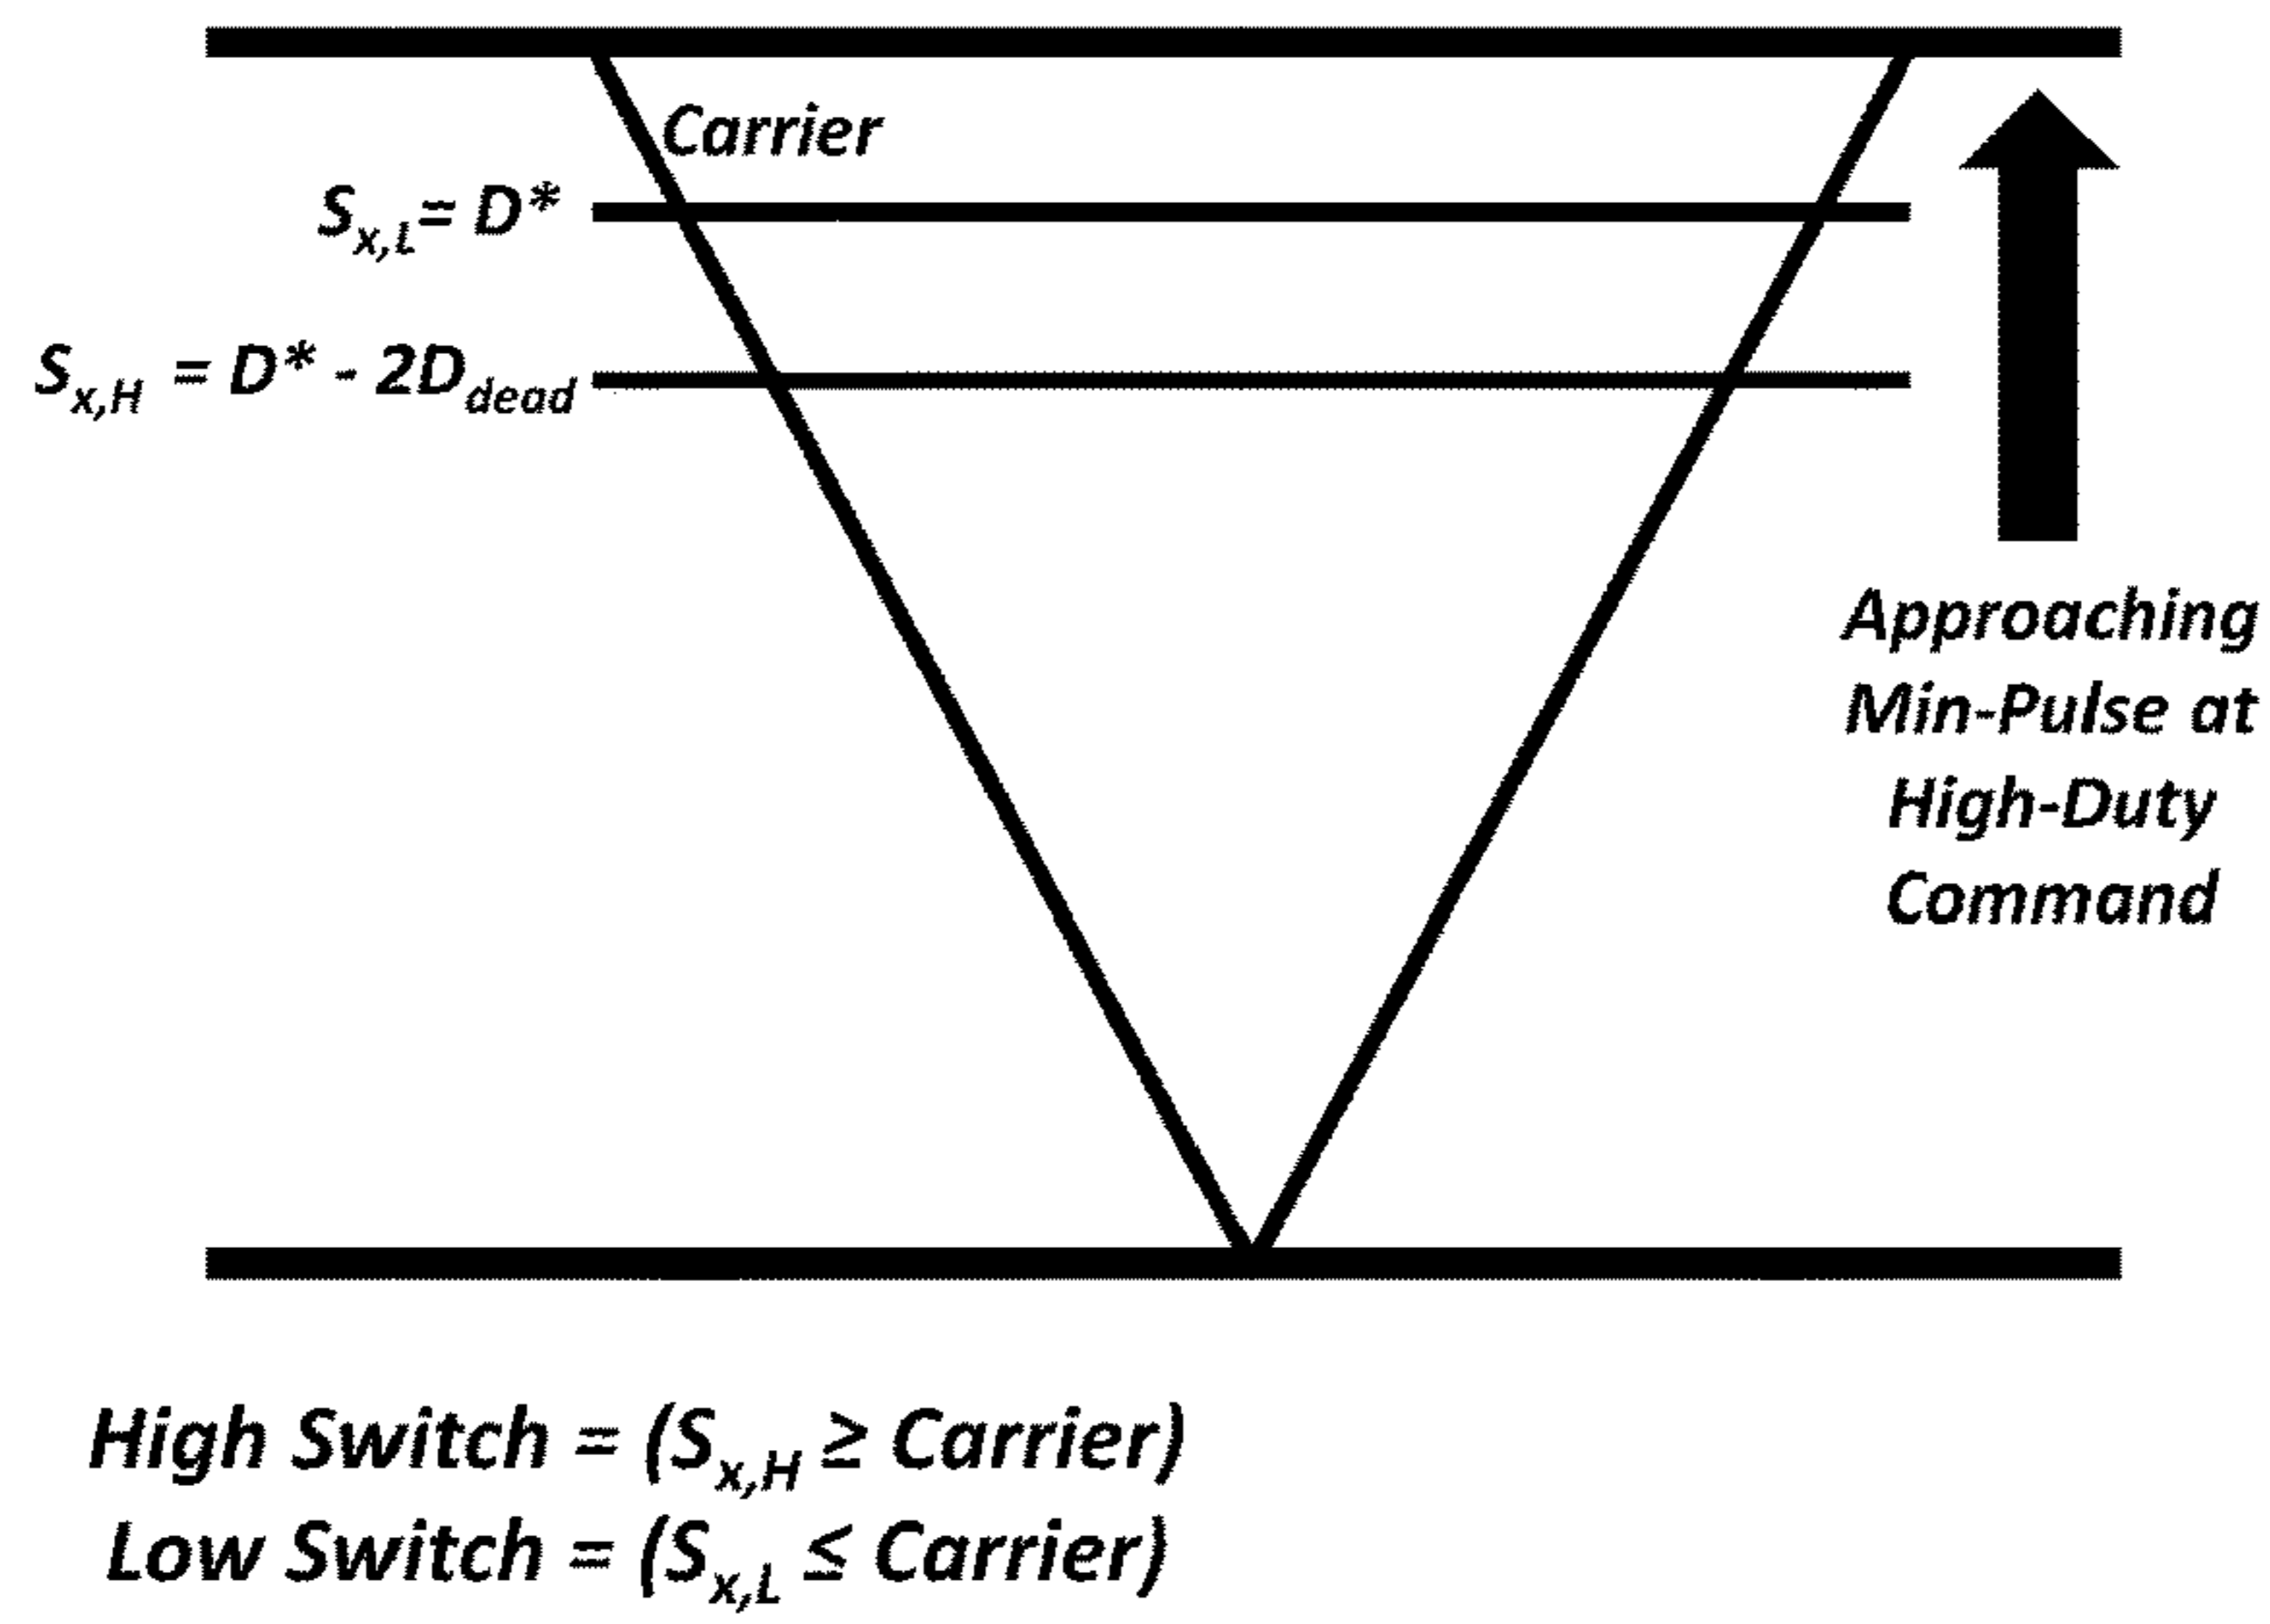 Carrier
Sx,L = D*
Sx,H = D* - 2Ddead
Approaching
Min-Pulse at
High-Duty
Command
High Switch = (Sx,H ≥ Carrier)
Low Switch = (Sx,L ≤ Carrier)